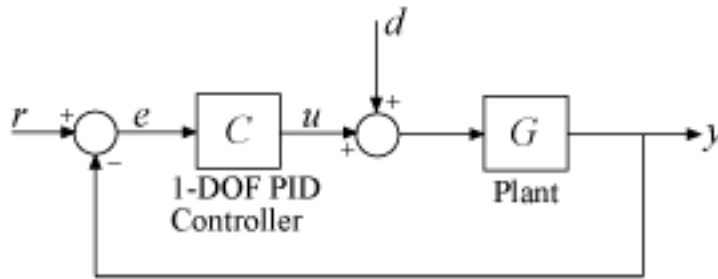 d
+
r + e C u + G y
−
1-DOF PID
Controller
Plant